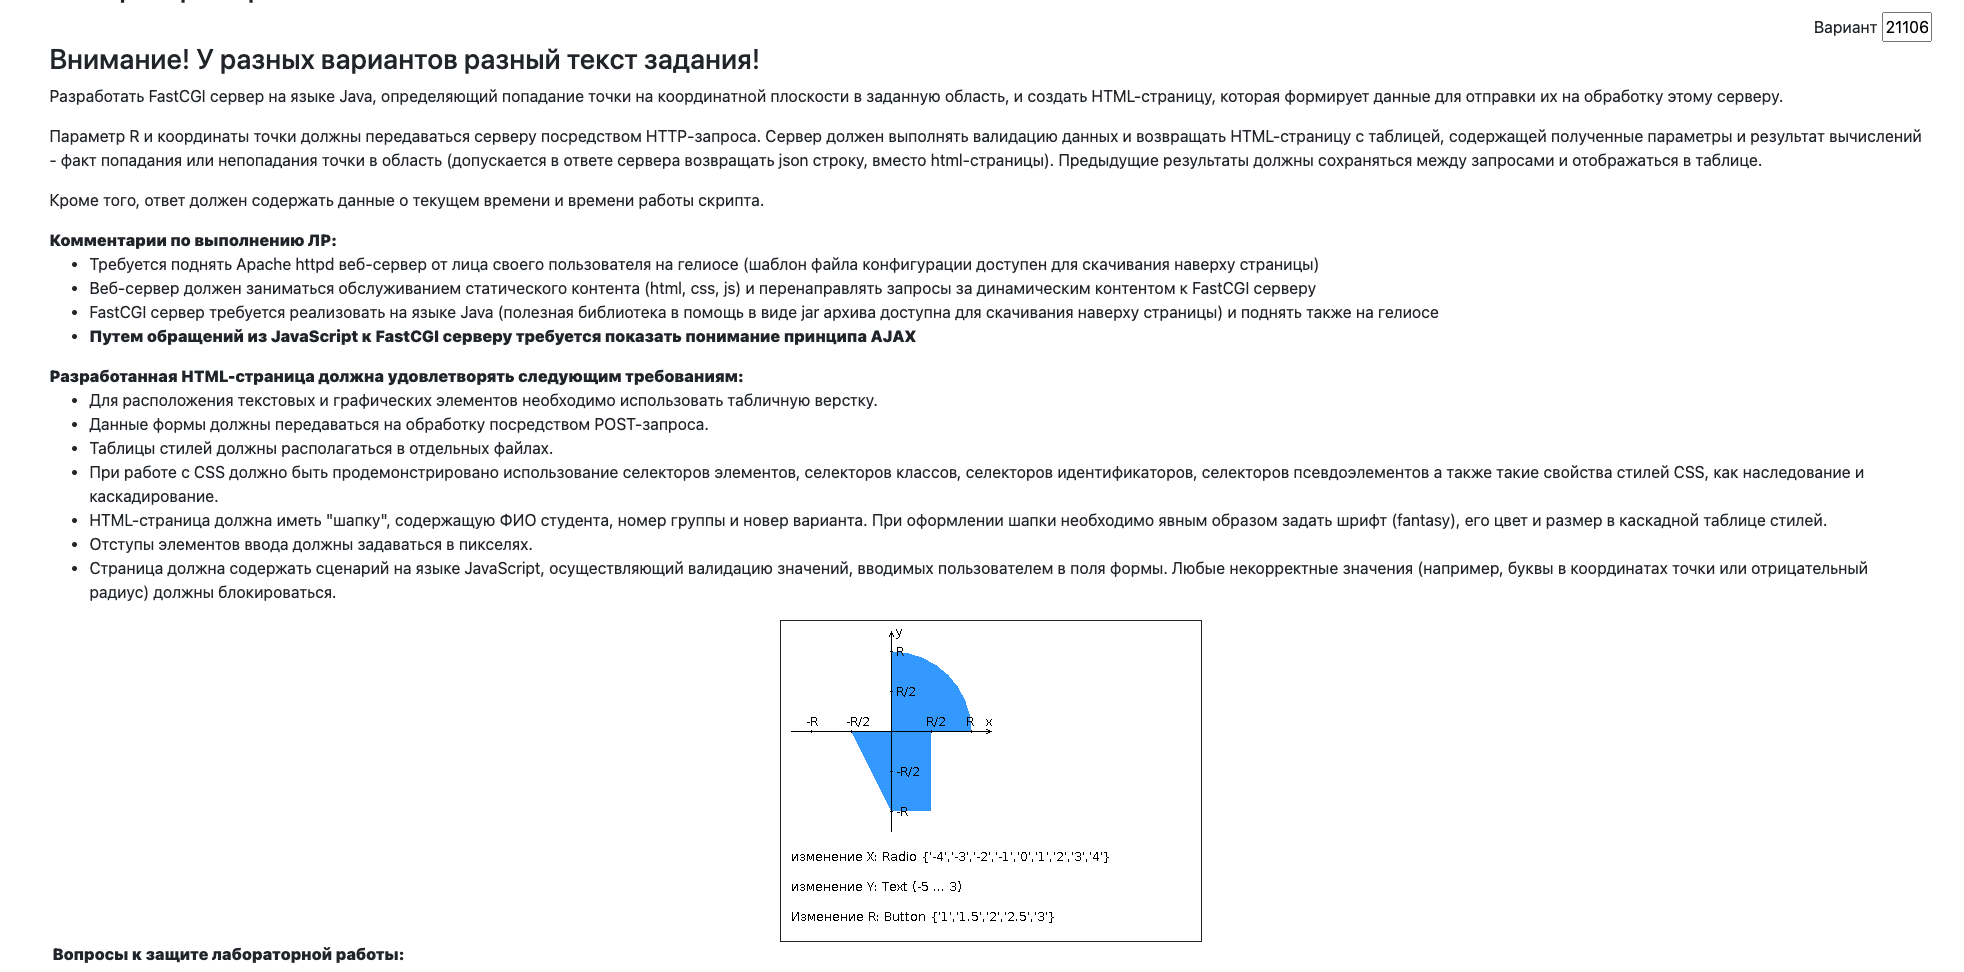 Вариант 21106
Внимание! У разных вариантов разный текст задания!
Разработать FastCGI сервер на языке Java, определяющий попадание точки на координатной плоскости в заданную область, и создать HTML-страницу, которая формирует данные для отправки их на обработку этому серверу.
Параметр R и координаты точки должны передаваться серверу посредством HTTP-запроса. Сервер должен выполнять валидацию данных и возвращать HTML-страницу с таблицей, содержащей полученные параметры и результат вычислений
- факт попадания или непопадания точки в область (допускается в ответе сервера возвращать json строку, вместо html-страницы). Предыдущие результаты должны сохраняться между запросами и отображаться в таблице.
Кроме того, ответ должен содержать данные о текущем времени и времени работы скрипта.
Комментарии по выполнению ЛР:
• Требуется поднять Apache httpd веб-сервер от лица своего пользователя на гелиосе (шаблон файла конфигурации доступен для скачивания наверху страницы)
• Веб-сервер должен заниматься обслуживанием статического контента (html, css, js) и перенаправлять запросы за динамическим контентом к FastCGI серверу
• FastCGI сервер требуется реализовать на языке Java (полезная библиотека в помощь в виде jar архива доступна для скачивания наверху страницы) и поднять также на гелиосе
• Путем обращений из JavaScript к FastCGI серверу требуется показать понимание принципа AJAX
Разработанная HTML-страница должна удовлетворять следующим требованиям:
• Для расположения текстовых и графических элементов необходимо использовать табличную верстку.
• Данные формы должны передаваться на обработку посредством POST-запроса.
• Таблицы стилей должны располагаться в отдельных файлах.
• При работе с CSS должно быть продемонстрировано использование селекторов элементов, селекторов классов, селекторов идентификаторов, селекторов псевдоэлементов а также такие свойства стилей CSS, как наследование и
каскадирование.
• HTML-страница должна иметь "шапку", содержащую ФИО студента, номер группы и новер варианта. При оформлении шапки необходимо явным образом задать шрифт (fantasy), его цвет и размер в каскадной таблице стилей.
• Отступы элементов ввода должны задаваться в пикселях.
• Страница должна содержать сценарий на языке JavaScript, осуществляющий валидацию значений, вводимых пользователем в поля формы. Любые некорректные значения (например, буквы в координатах точки или отрицательный
радиус) должны блокироваться.
y
R
R/2
-R -R/2 R/2 R x
-R/2
-R
изменение X: Radio {'-4','-3','-2','-1','0','1','2','3','4'}
изменение Y: Text (-5 ... 3)
Изменение R: Button {'1','1.5','2','2.5','3'}
Вопросы к защите лабораторной работы: